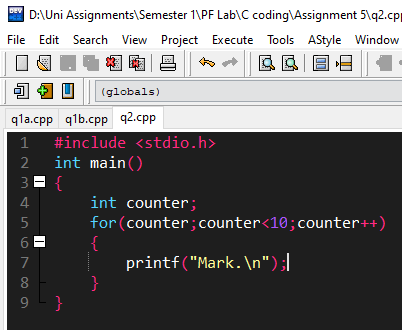 D:\Uni Assignments\Semester 1\PF Lab\C coding\Assignment 5\q2.cp
File Edit Search View Project Execute Tools AStyle Window
(globals)
q1a.cpp q1b.cpp q2.cpp
1 #include <stdio.h>
2 int main()
3 {
4 int counter;
5 for(counter;counter<10;counter++)
6 {
7 printf("Mark.\n");
8 }
9 }